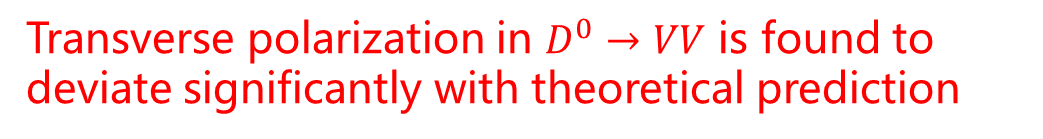 Transverse polarization in D⁰ → VV is found to
deviate significantly with theoretical prediction